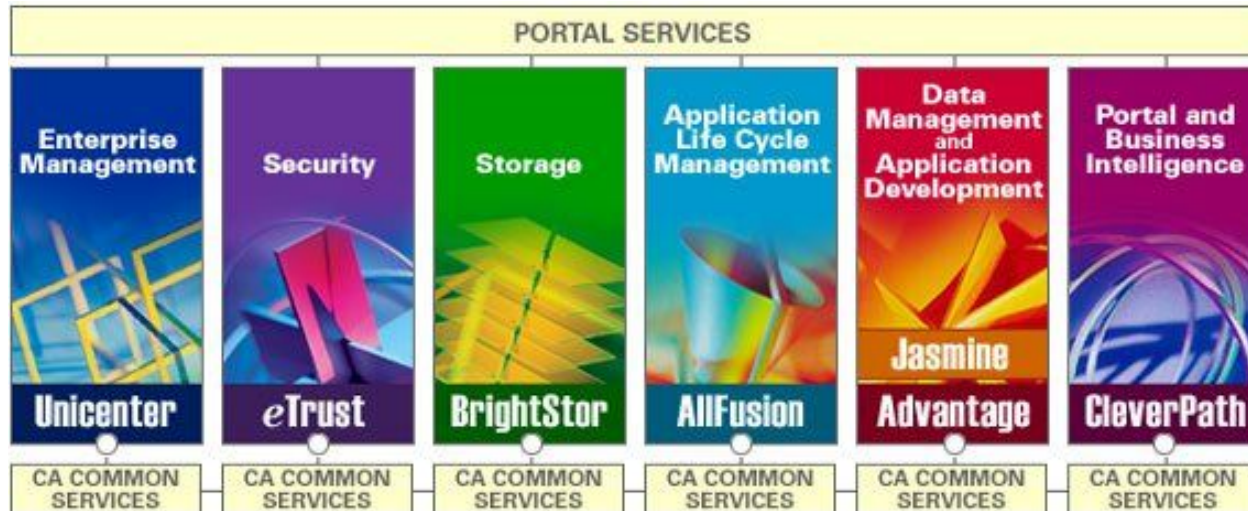 PORTAL SERVICES
Enterprise
Management
Unicenter
Security
eTrust
Storage
BrightStor
Application
Life Cycle
Management
AllFusion
Data
Management
and
Application
Development
Jasmine
Advantage
Portal and
Business
Intelligence
CleverPath
CA COMMON
SERVICES
CA COMMON
SERVICES
CA COMMON
SERVICES
CA COMMON
SERVICES
CA COMMON
SERVICES
CA COMMON
SERVICES